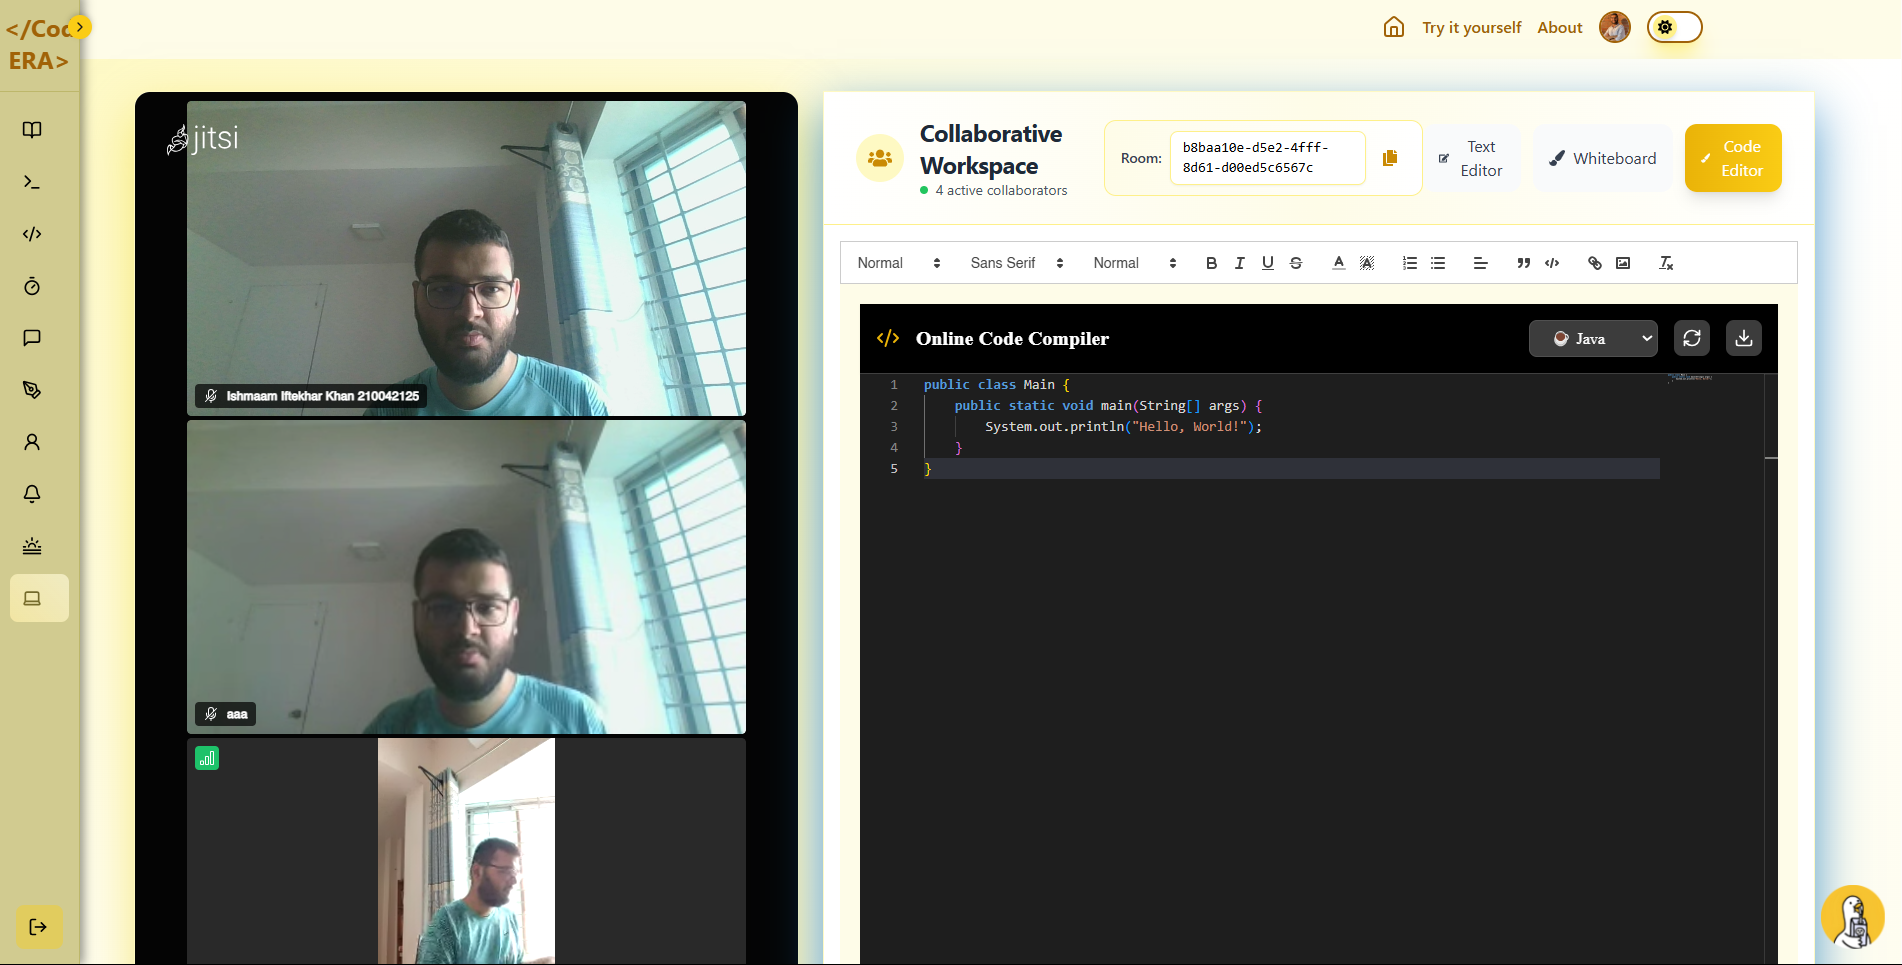 </Cod
ERA>
Try it yourself
About
jitsi
Ishmaam Iftekhar Khan 210042125
aaa
Collaborative
Workspace
4 active collaborators
Room:
b8baa10e-d5e2-4fff-
8d61-d00ed5c6567c
Text
Editor
Whiteboard
Code
Editor
Normal
Sans Serif
Normal
</> Online Code Compiler
Java
1 public class Main {
2 public static void main(String[] args) {
3 System.out.println("Hello, World!");
4 }
5 }